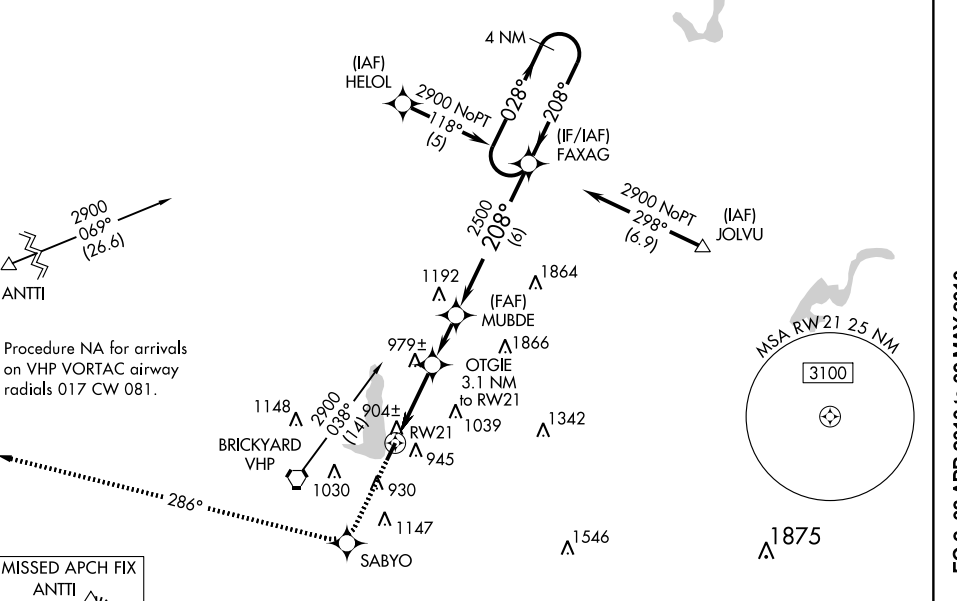 4 NM
(IAF)
HELOL
2900 NoPT
118°
(5)
028°
208°
(IF/IAF)
FAXAG
2900 NoPT
298°
(6.9)
(IAF)
JOLVU
2900
069°
(26.6)
ANTTI
2500
208°
(6)
1192
1864
(FAF)
MUBDE
MSA RW21 25 NM
3100
Procedure NA for arrivals
on VHP VORTAC airway
radials 017 CW 081.
979±
1866
OTGIE
3.1 NM
to RW21
2900
038°
(14)
1148
904±
1039
1342
RW21
BRICKYARD
VHP
945
1030
930
286°
1147
1546
1875
SABYO
MISSED APCH FIX
ANTTI